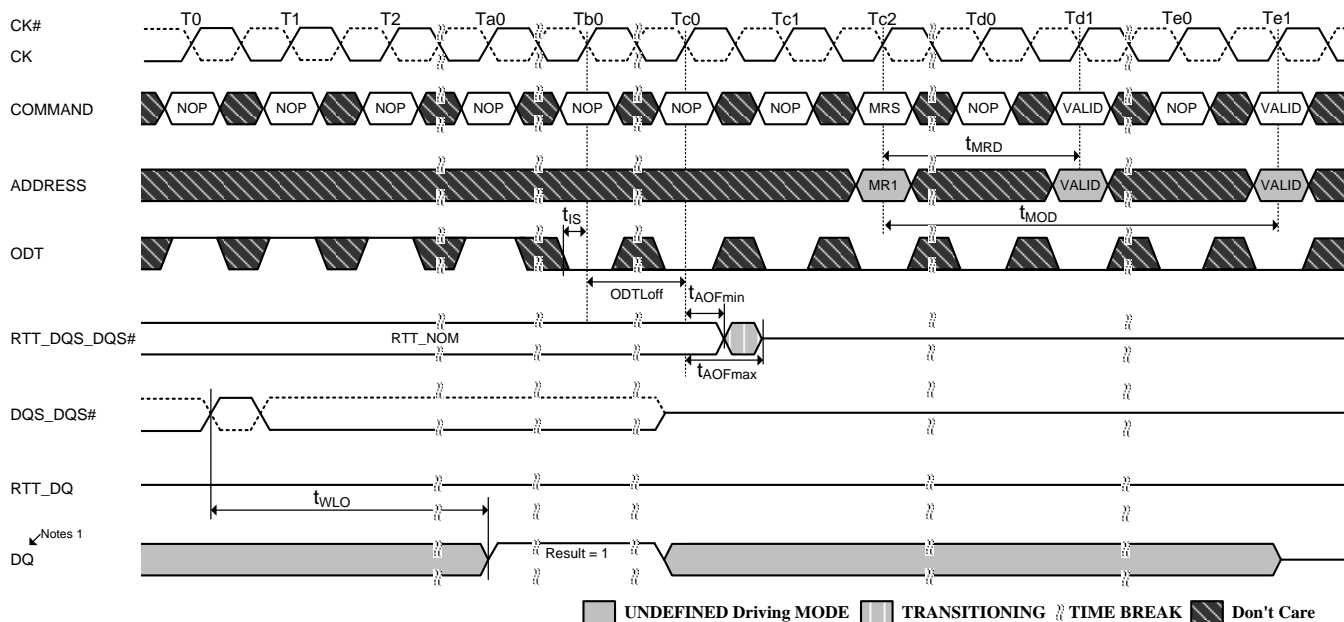 T0 T1 T2 Ta0 Tb0 Tc0 Tc1 Tc2 Td0 Td1 Te0 Te1
CK#
CK
COMMAND NOP NOP NOP NOP NOP NOP NOP MRS NOP VALID NOP VALID
tMRD
ADDRESS MR1 VALID VALID
tIS
tMOD
ODT
ODTLoff
tAOFmin
RTT_DQS_DQS# RTT_NOM
tAOFmax
DQS_DQS#
RTT_DQ
tWLO
Notes 1
DQ Result = 1
UNDEFINED Driving MODE TRANSITIONING TIME BREAK Don't Care